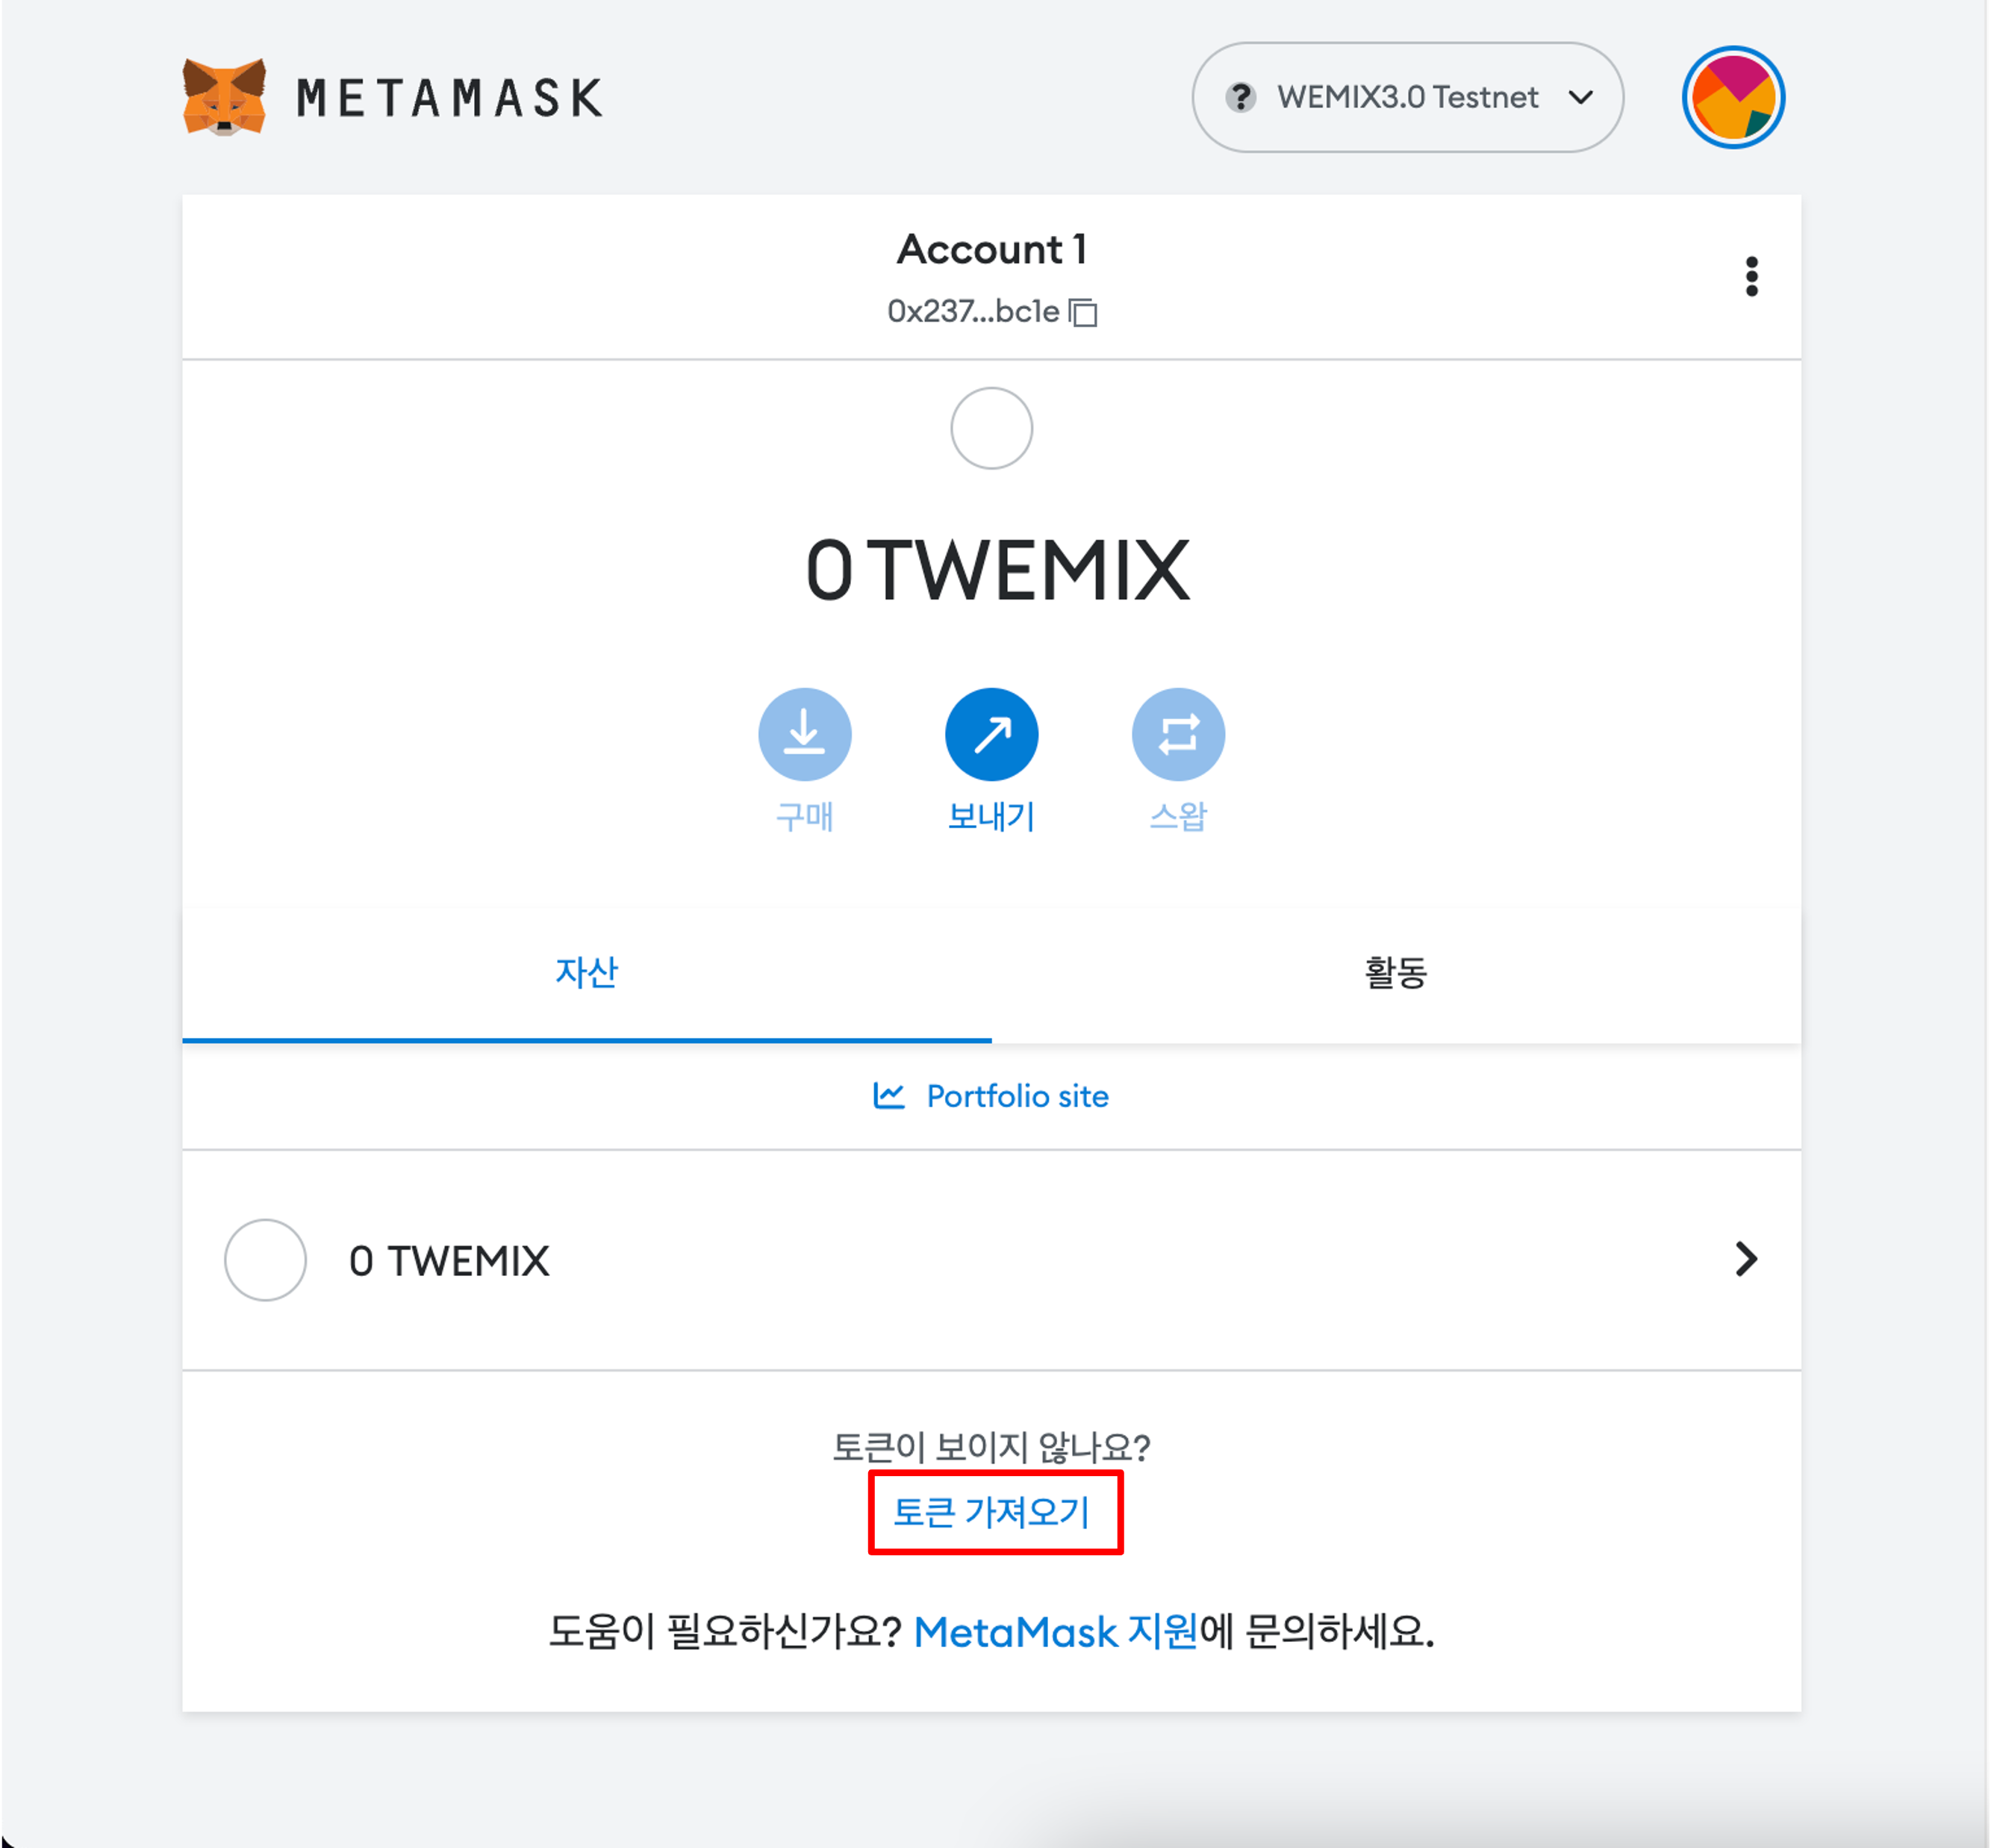 METAMASK
? WEMIX3.0 Testnet
Account 1
0x237...bc1e
0 TWEMIX
구매 보내기 스왑
자산 활동
Portfolio site
0 TWEMIX
토큰이 보이지 않나요?
토큰 가져오기
도움이 필요하신가요? MetaMask 지원에 문의하세요.